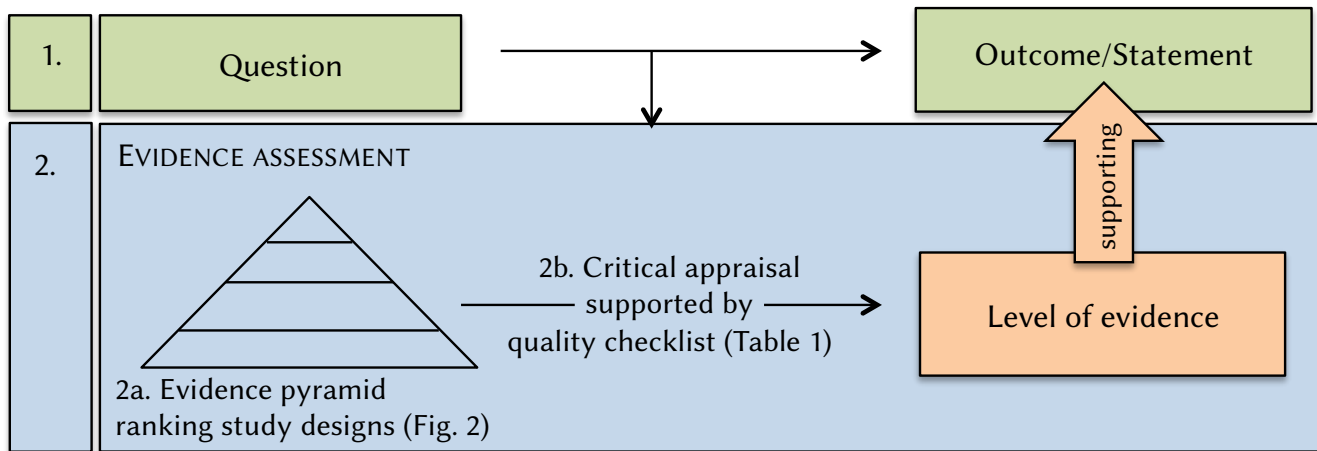 1.
Question
Outcome/Statement
2.
EVIDENCE ASSESSMENT
2a. Evidence pyramid
ranking study designs (Fig. 2)
2b. Critical appraisal
supported by
quality checklist (Table 1)
Level of evidence
supporting